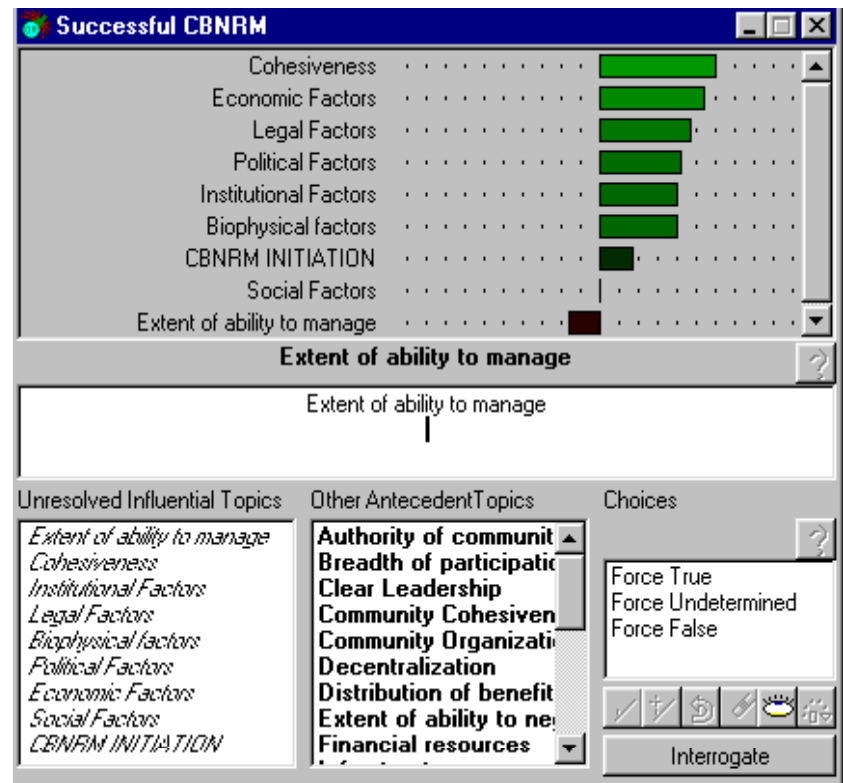 Successful CBNRM
Cohesiveness
Economic Factors
Legal Factors
Political Factors
Institutional Factors
Biophysical factors
CBNRM INITIATION
Social Factors
Extent of ability to manage
Extent of ability to manage
?
Extent of ability to manage
Unresolved Influential Topics
Extent of ability to manage
Cohesiveness
Institutional Factors
Legal Factors
Biophysical factors
Political Factors
Economic Factors
Social Factors
CBNRM INITIATION
Other AntecedentTopics
Authority of communit
Breadth of participatio
Clear Leadership
Community Cohesiven
Community Organizati
Decentralization
Distribution of benefit
Extent of ability to neg
Financial resources
Choices
?
Force True
Force Undetermined
Force False
Interrogate